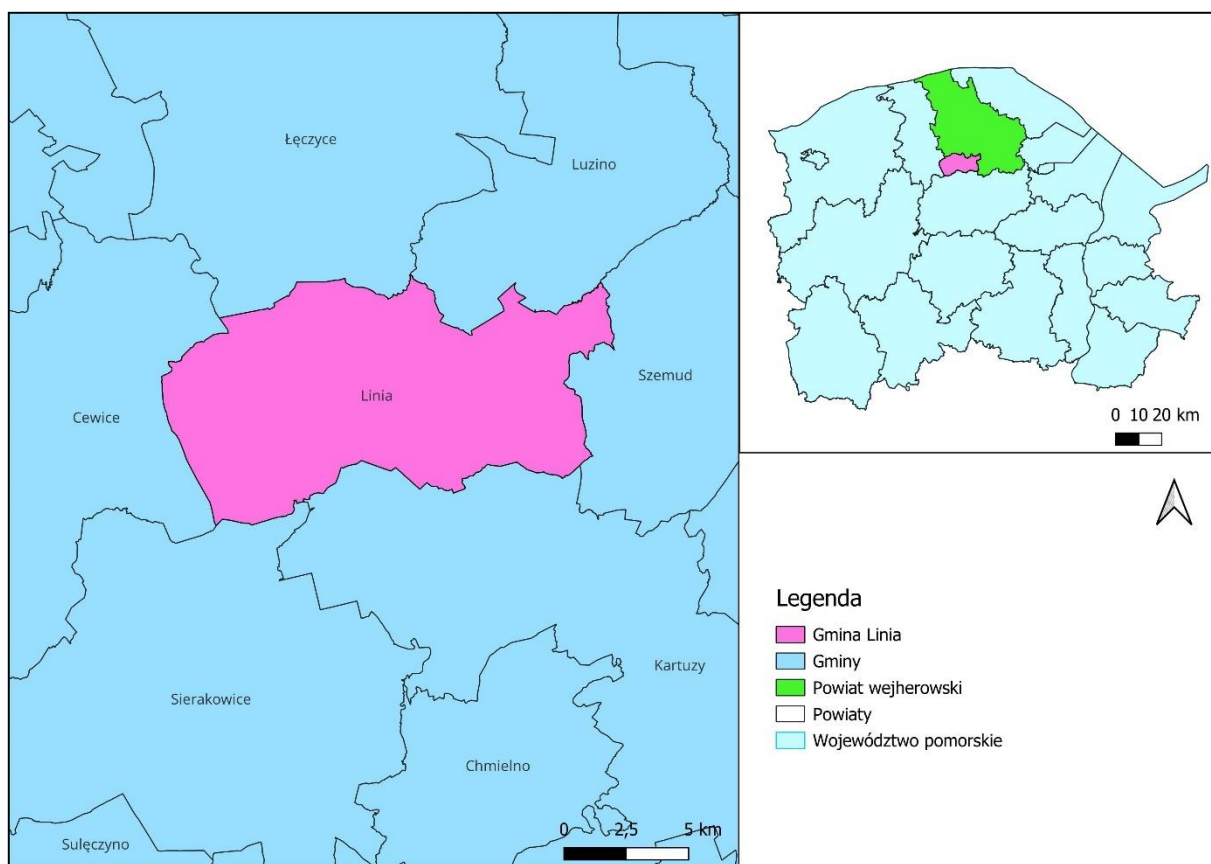 Łęczyce
Luzino
Szemud
Linia
Cewice
Kartuzy
Sierakowice
Chmielno
Sulęczyno
0 2,5 5 km
0 10 20 km
Legenda
Gmina Linia
Gminy
Powiat wejherowski
Powiaty
Województwo pomorskie